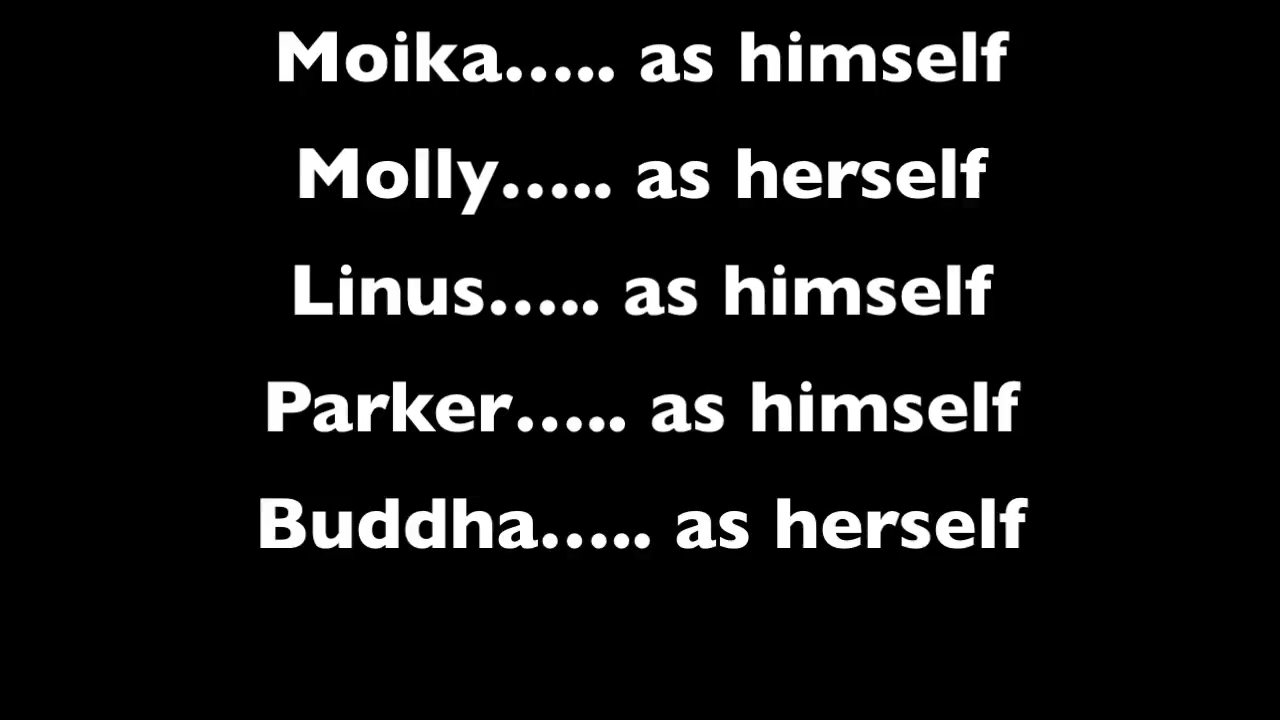 Moika….. as himself
Molly….. as herself
Linus….. as himself
Parker….. as himself
Buddha….. as herself